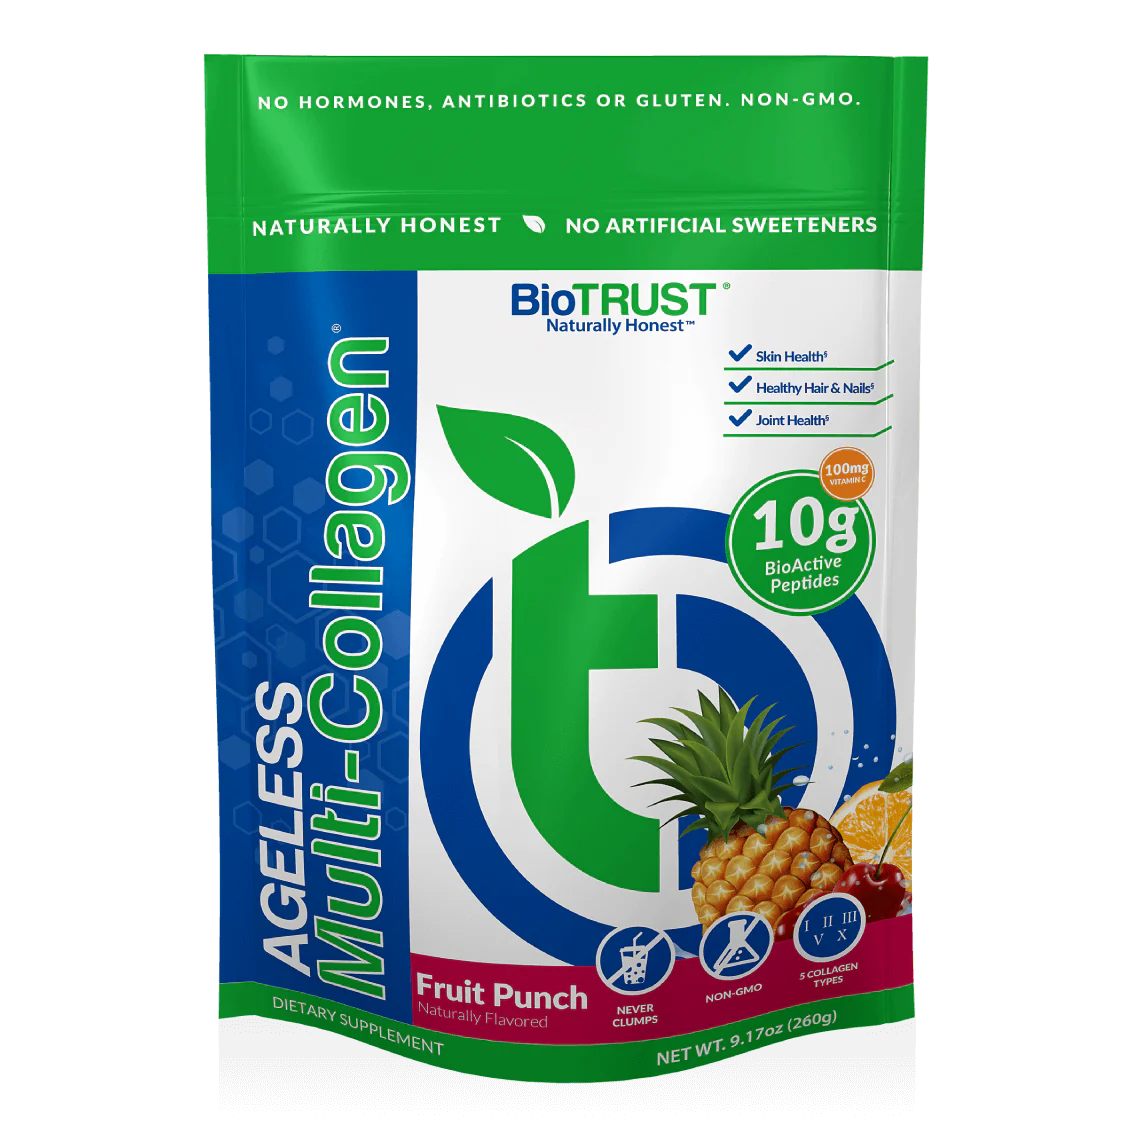 NO HORMONES, ANTIBIOTICS OR GLUTEN. NON-GMO.
NATURALLY HONEST NO ARTIFICIAL SWEETENERS
BioTRUST®
Naturally Honest™
Skin Health§
Healthy Hair & Nails§
Joint Health§
100mg
VITAMIN C
10g
BioActive
Peptides
AGELESS
Multi-Collagen®
I II III
V X
Fruit Punch
Naturally Flavored
NEVER
CLUMPS
NON-GMO
5 COLLAGEN
TYPES
DIETARY SUPPLEMENT
NET WT. 9.17oz (260g)